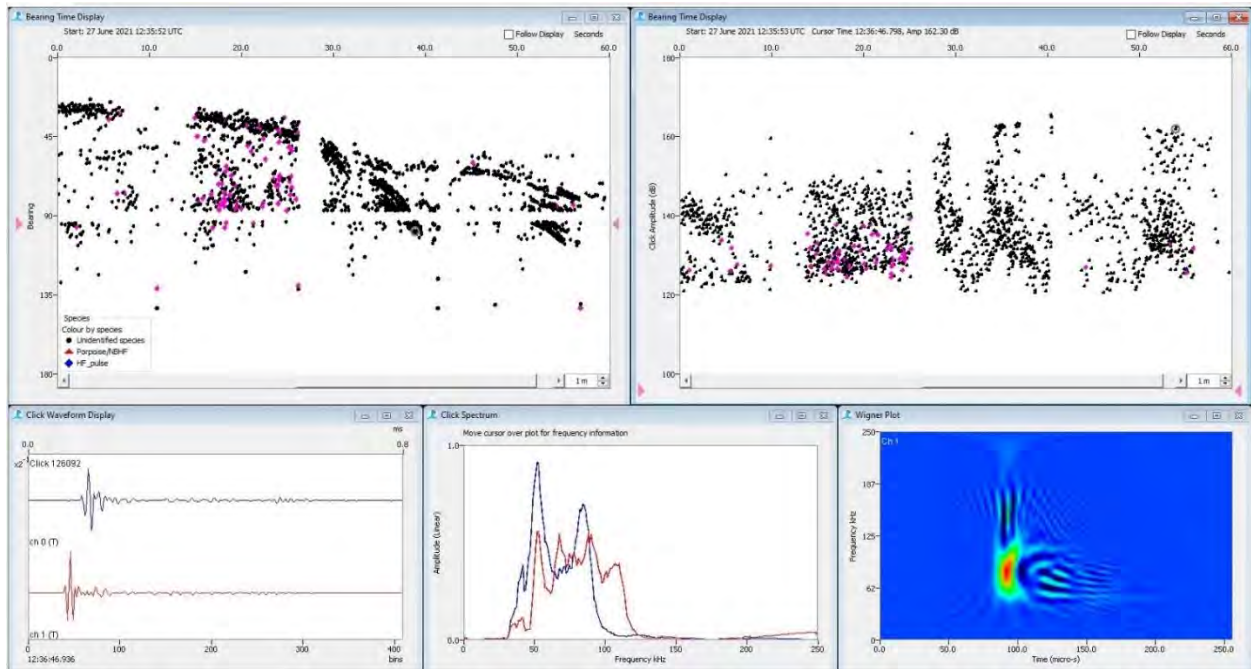 Bearing Time Display
Start: 27 June 2021 12:35:52 UTC
Follow Display Seconds
0.0 10.0 20.0 30.0 40.0 50.0 60.0
0
45
90
135
180
Bearing
Species
Colour by species
Unidentified species
Porpoise/NBHF
HF_pulse
1 m
Bearing Time Display
Start: 27 June 2021 12:35:53 UTC Cursor Time 12:36:46.798, Amp 162.30 dB
Follow Display Seconds
0.0 10.0 20.0 30.0 40.0 50.0 60.0
180
160
140
120
100
Click Amplitude (dB)
1 m
Click Waveform Display
ms
0.0 0.8
Click 126092
ch 0 (T)
ch 1 (T)
0 100 200 300 400
12:36:46.936 bins
Click Spectrum
Move cursor over plot for frequency information
1.0
0.0
Amplitude (Linear)
0 50 100 150 200 250
Frequency kHz
Wigner Plot
Ch 1
250
187
125
62
0
Frequency kHz
0.0 50.0 100.0 150.0 200.0 250.0
Time (micro-s)